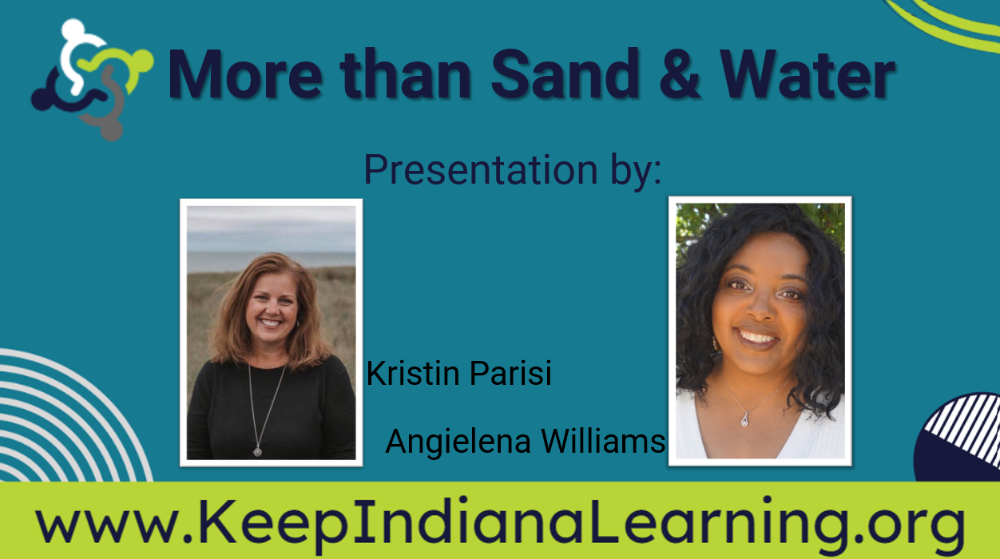 More than Sand & Water
Presentation by:
Kristin Parisi
Angielena Williams
www.KeepIndianaLearning.org